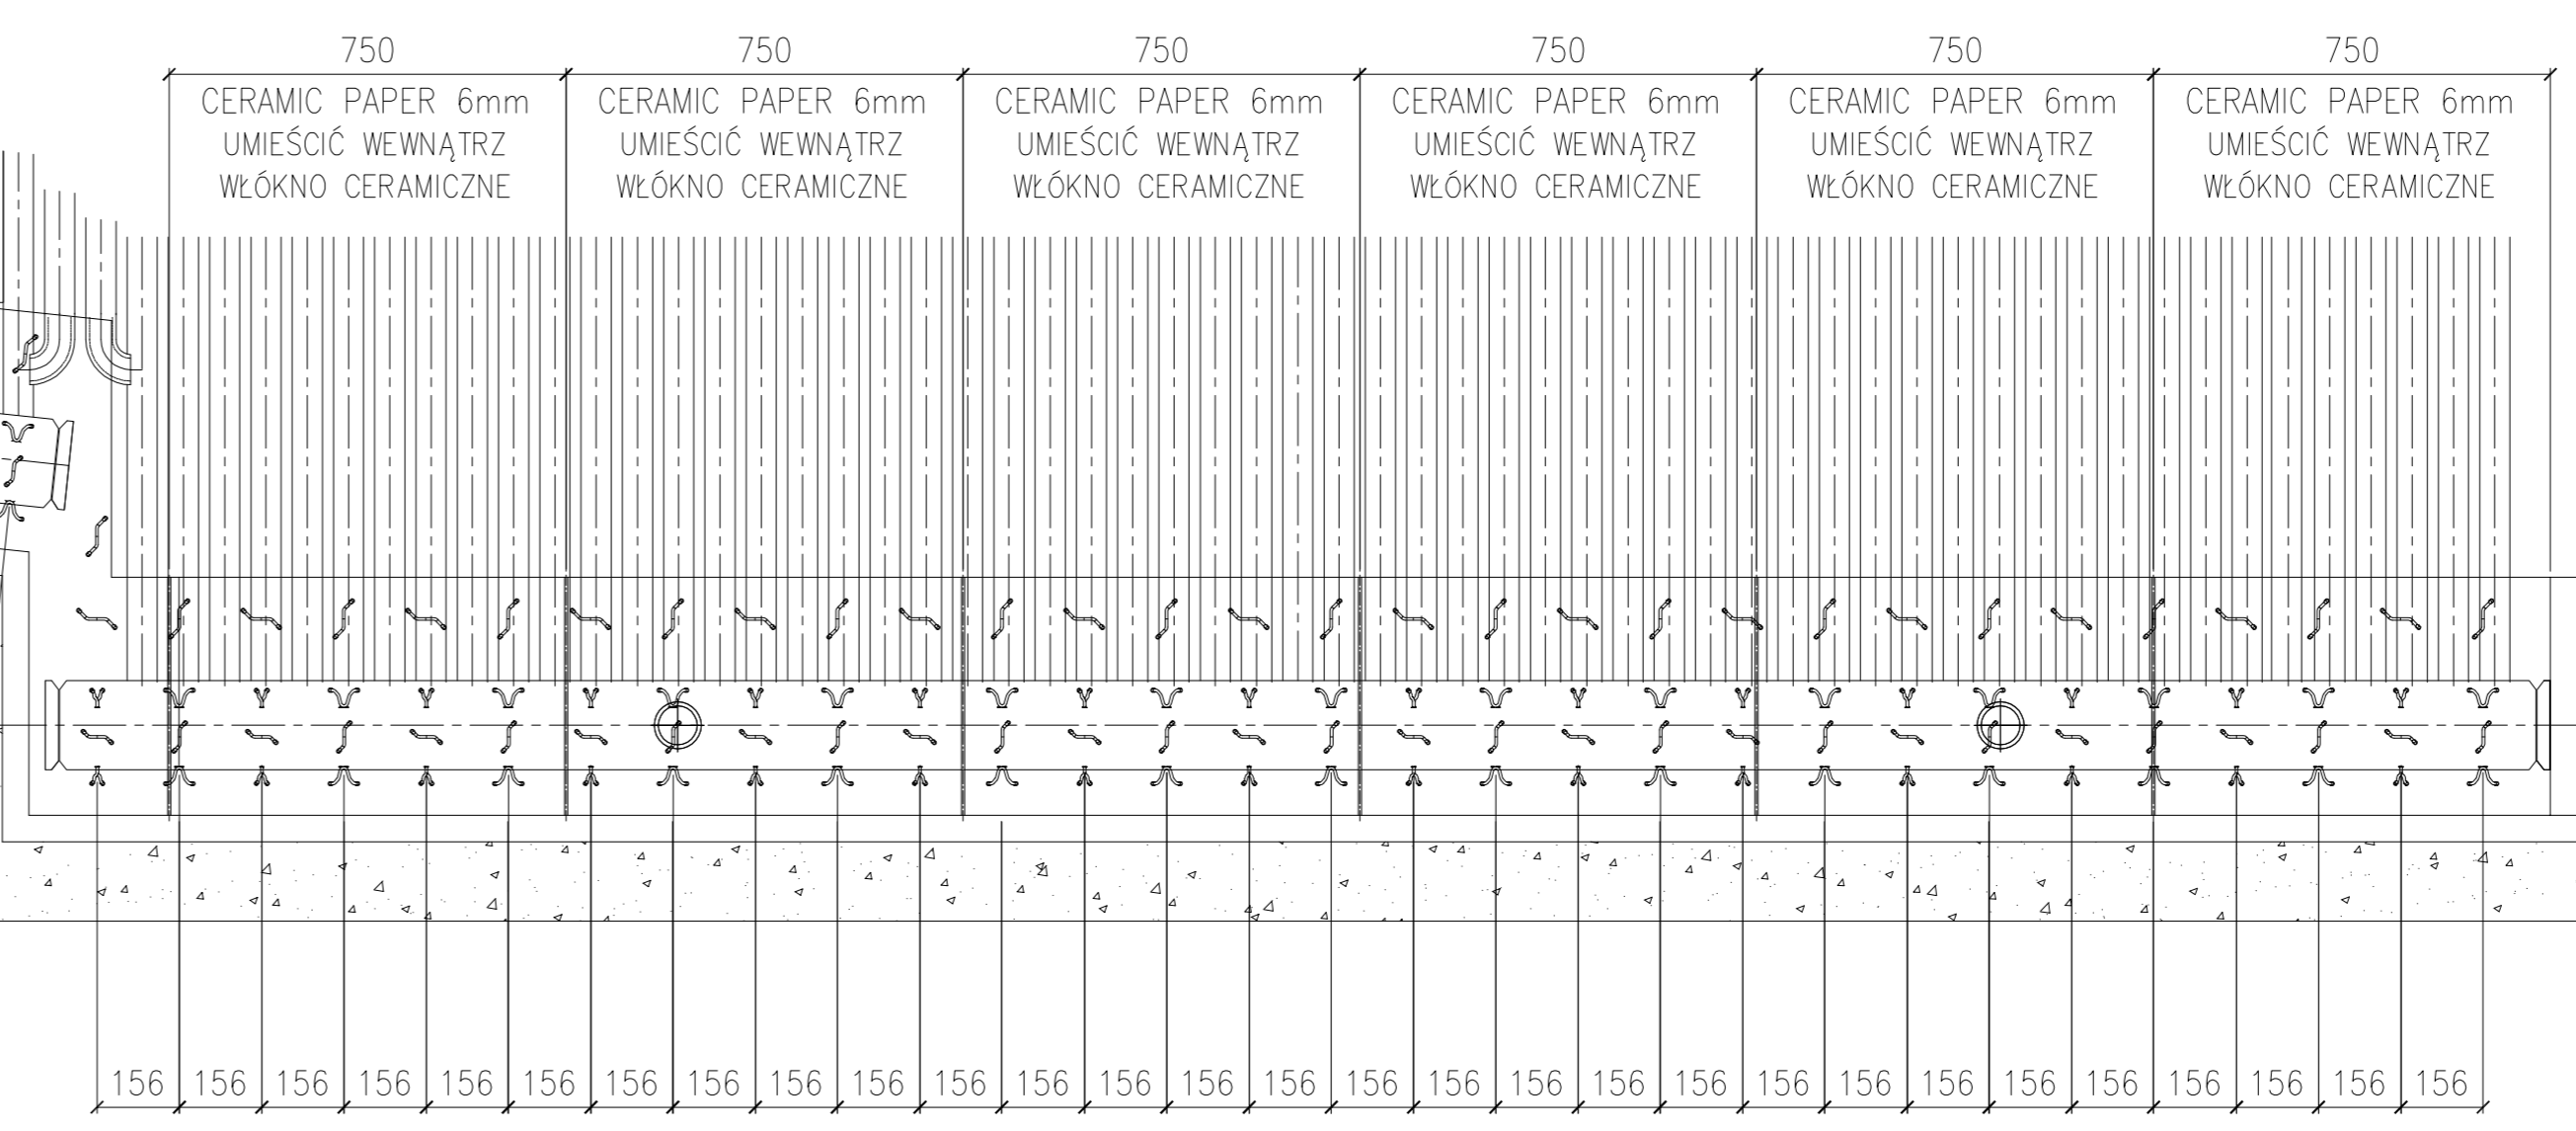 750 750 750 750 750 750
CERAMIC PAPER 6mm CERAMIC PAPER 6mm CERAMIC PAPER 6mm CERAMIC PAPER 6mm CERAMIC PAPER 6mm CERAMIC PAPER 6mm
UMIEŚCIĆ WEWNĄTRZ UMIEŚCIĆ WEWNĄTRZ UMIEŚCIĆ WEWNĄTRZ UMIEŚCIĆ WEWNĄTRZ UMIEŚCIĆ WEWNĄTRZ UMIEŚCIĆ WEWNĄTRZ
WŁÓKNO CERAMICZNE WŁÓKNO CERAMICZNE WŁÓKNO CERAMICZNE WŁÓKNO CERAMICZNE WŁÓKNO CERAMICZNE WŁÓKNO CERAMICZNE
156 156 156 156 156 156 156 156 156 156 156 156 156 156 156 156 156 156 156 156 156 156 156 156 156 156 156 156 156